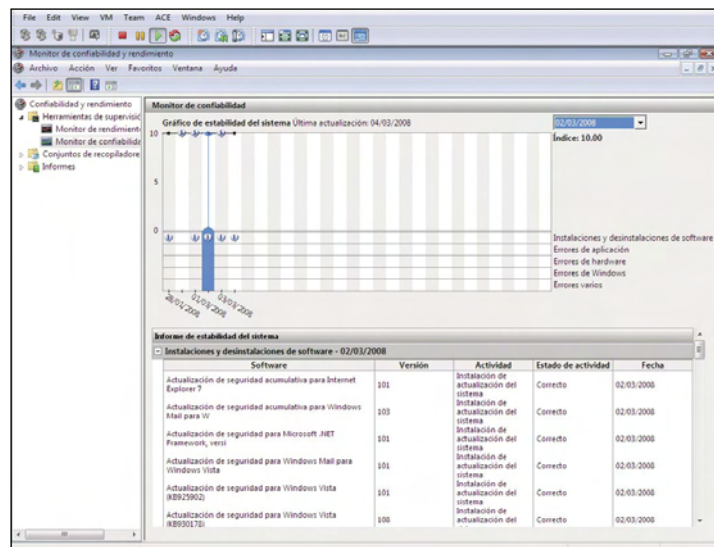 File Edit View VM Team ACE Windows Help
Monitor de confiabilidad y rendimiento
Archivo Acción Ver Favoritos Ventana Ayuda
Confiabilidad y rendimiento
Herramientas de supervisió
Monitor de rendimient
Monitor de confiabilida
Conjuntos de recopiladore
Informes
Monitor de confiabilidad
Gráfico de estabilidad del sistema Última actualización: 04/03/2008
02/03/2008
Índice: 10.00
10
5
0
Instalaciones y desinstalaciones de software
Errores de aplicación
Errores de hardware
Errores de Windows
Errores varios
01/03/2008
03/03/2008
Informe de estabilidad del sistema
Instalaciones y desinstalaciones de software - 02/03/2008
Software Versión Actividad Estado de actividad Fecha
Actualización de seguridad acumulativa para Internet Explorer 7 101 Instalación de actualización del sistema Correcto 02/03/2008
Actualización de seguridad acumulativa para Windows Mail para W 103 Instalación de actualización del sistema Correcto 02/03/2008
Actualización de seguridad para Microsoft .NET Framework, versi 101 Instalación de actualización del sistema Correcto 02/03/2008
Actualización de seguridad para Windows Mail para Windows Vista 101 Instalación de actualización del sistema Correcto 02/03/2008
Actualización de seguridad para Windows Vista (KB925902) 101 Instalación de actualización del sistema Correcto 02/03/2008
Actualización de seguridad para Windows Vista (KB930178) 108 Instalación de actualización del Correcto 02/03/2008